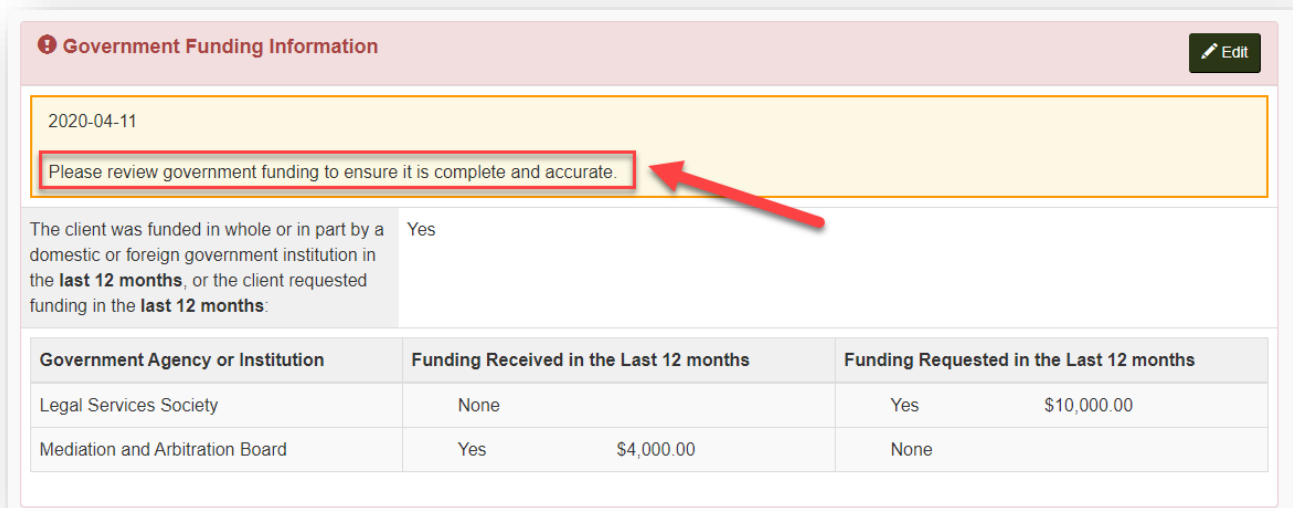 Government Funding Information
Edit
2020-04-11
Please review government funding to ensure it is complete and accurate.
The client was funded in whole or in part by a Yes
domestic or foreign government institution in
the last 12 months, or the client requested
funding in the last 12 months:
Government Agency or Institution Funding Received in the Last 12 months Funding Requested in the Last 12 months
Legal Services Society None Yes $10,000.00
Mediation and Arbitration Board Yes $4,000.00 None